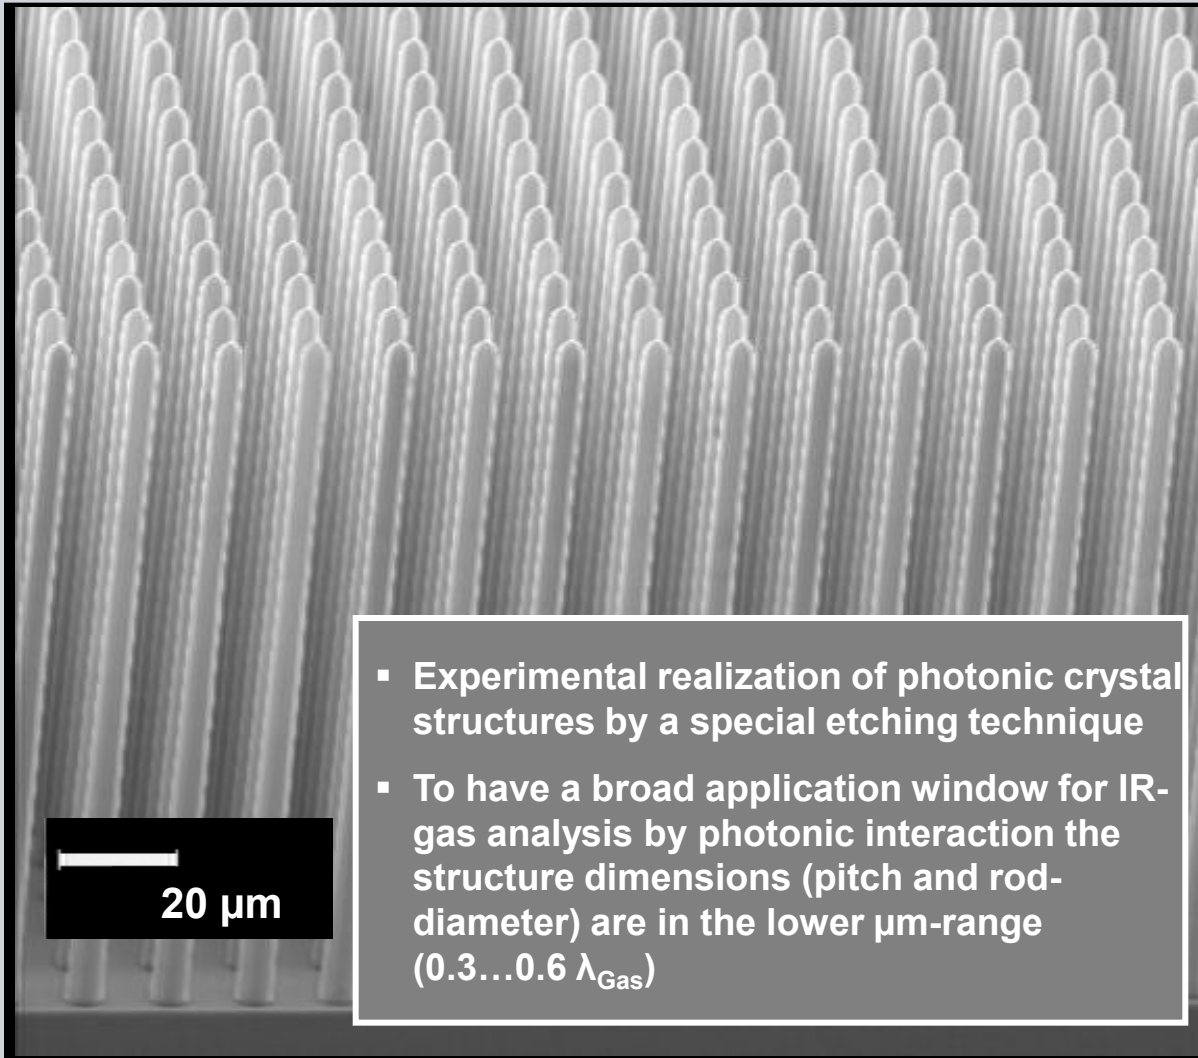 ▪ Experimental realization of photonic crystal
structures by a special etching technique
▪ To have a broad application window for IR-
gas analysis by photonic interaction the
structure dimensions (pitch and rod-
diameter) are in the lower µm-range
(0.3…0.6 λGas)
20 µm